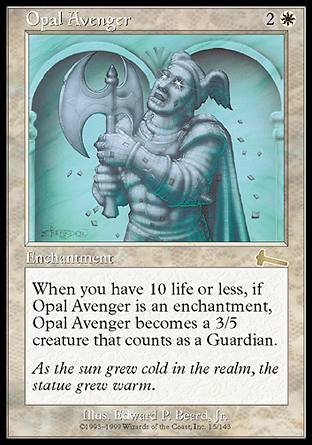 Opal Avenger 2
Enchantment
When you have 10 life or less, if
Opal Avenger is an enchantment,
Opal Avenger becomes a 3/5
creature that counts as a Guardian.
As the sun grew cold in the realm, the
statue grew warm.
Illus. Edward P. Beard, Jr.
©1993–1999 Wizards of the Coast, Inc. 15/143